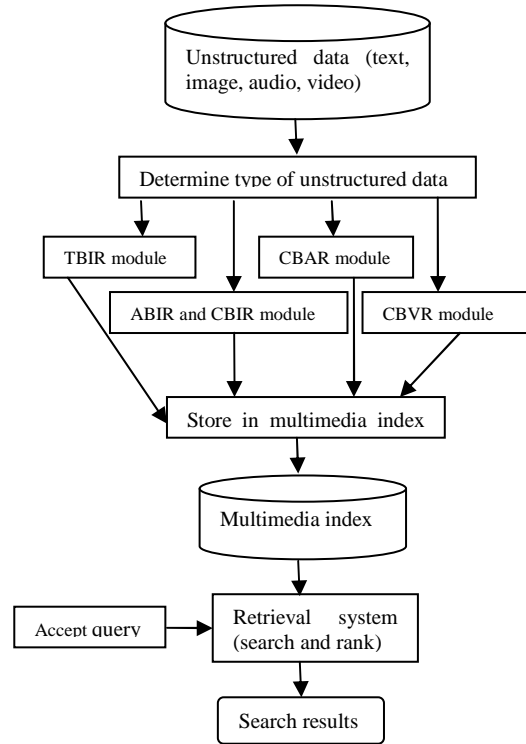 Unstructured data (text,
image, audio, video)
Determine type of unstructured data
TBIR module
CBAR module
ABIR and CBIR module
CBVR module
Store in multimedia index
Multimedia index
Accept query
Retrieval system
(search and rank)
Search results